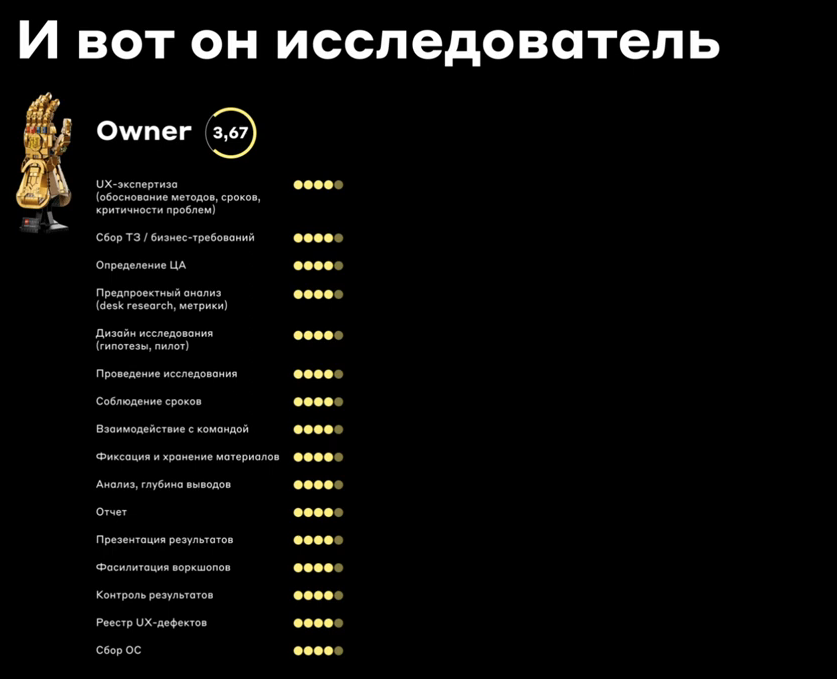 И вот он исследователь
Owner
3,67
UX-экспертиза
(обоснование методов, сроков,
критичности проблем)
Сбор ТЗ / бизнес-требований
Определение ЦА
Предпроектный анализ
(desk research, метрики)
Дизайн исследования
(гипотезы, пилот)
Проведение исследования
Соблюдение сроков
Взаимодействие с командой
Фиксация и хранение материалов
Анализ, глубина выводов
Отчет
Презентация результатов
Фасилитация воркшопов
Контроль результатов
Реестр UX-дефектов
Сбор ОС